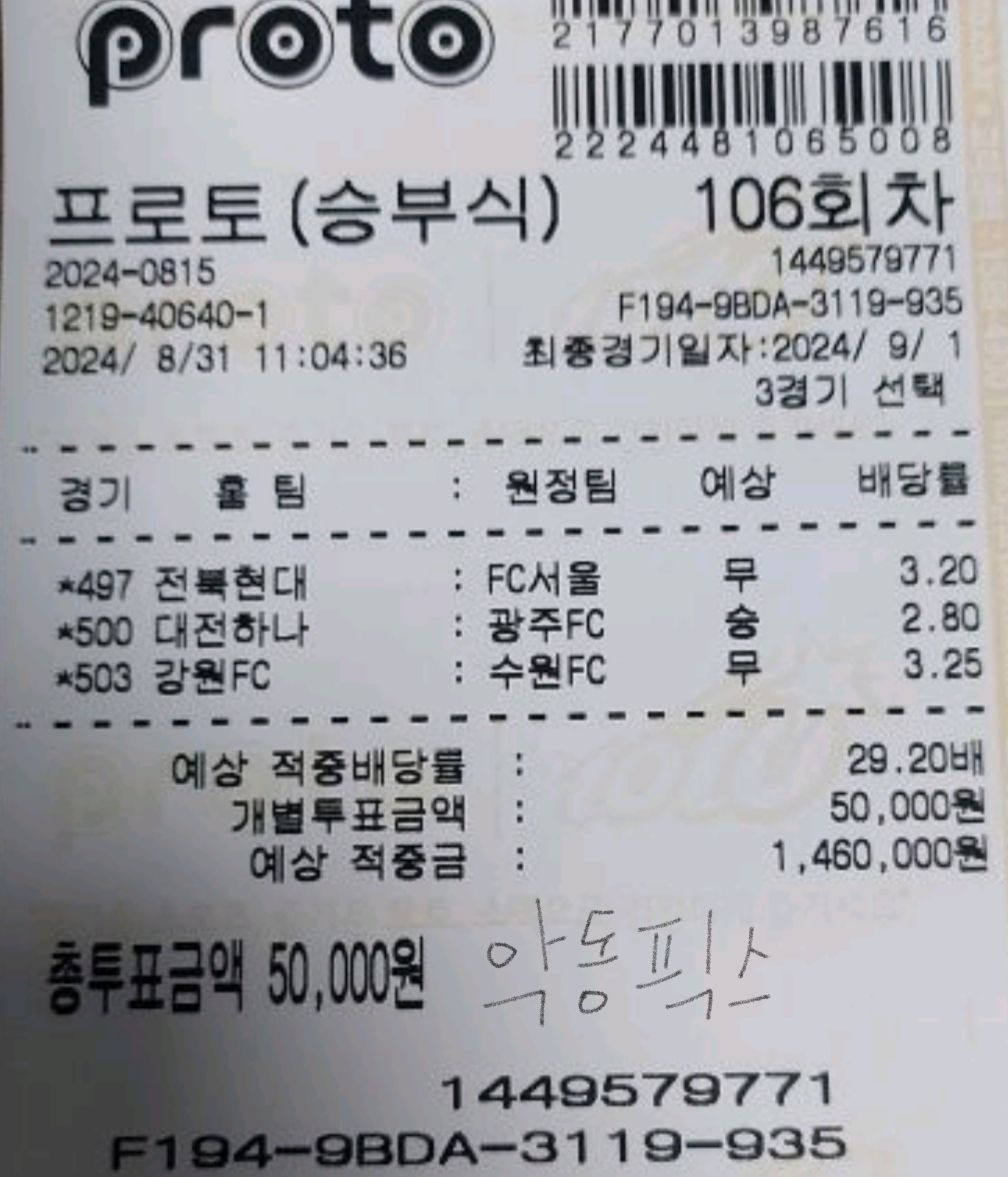 proto
2177013987616
2224481065008
프로토(승부식) 106회차
2024-0815 1449579771
1219-40640-1 F194-9BDA-3119-935
2024/ 8/31 11:04:36 최종경기일자:2024/ 9/ 1
3경기 선택
경기 홈 팀 : 원정팀 예상 배당률
*497 전북현대 : FC서울 무 3.20
*500 대전하나 : 광주FC 승 2.80
*503 강원FC : 수원FC 무 3.25
예상 적중배당률 : 29.20배
개별투표금액 : 50,000원
예상 적중금 : 1,460,000원
총투표금액 50,000원 악동픽스
1449579771
F194-9BDA-3119-935